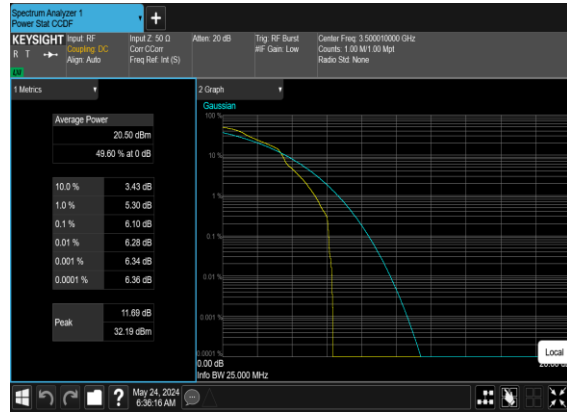 Spectrum Analyzer 1
Power Stat CCDF
+
KEYSIGHT
R T
Input: RF
Coupling: DC
Align: Auto
Input Z: 50 Ω
Corr CCorr
Freq Ref: Int (S)
Atten: 20 dB
Trig: RF Burst
#IF Gain: Low
Center Freq: 3.500010000 GHz
Counts: 1.00 M/1.00 Mpt
Radio Std: None
1 Metrics
Average Power
20.50 dBm
49.60 % at 0 dB
10.0 % 3.43 dB
1.0 % 5.30 dB
0.1 % 6.10 dB
0.01 % 6.28 dB
0.001 % 6.34 dB
0.0001 % 6.36 dB
Peak
11.69 dB
32.19 dBm
2 Graph
Gaussian
100 %
10 %
1 %
0.1 %
0.01 %
0.001 %
0.0001 %
0.00 dB
Info BW 25.000 MHz
Local
?
May 24, 2024
6:36:16 AM